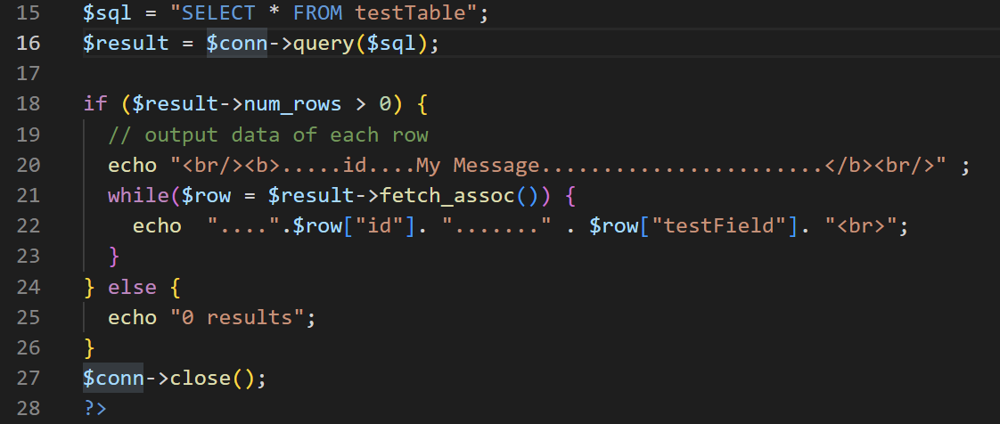 15 $sql = "SELECT * FROM testTable";
16 $result = $conn->query($sql);
17
18 if ($result->num_rows > 0) {
19   // output data of each row
20   echo "<br/><b>.....id....My Message.......................</b><br/>" ;
21   while($row = $result->fetch_assoc()) {
22     echo  "....".$row["id"]. "......." . $row["testField"]. "<br>";
23   }
24 } else {
25   echo "0 results";
26 }
27 $conn->close();
28 ?>